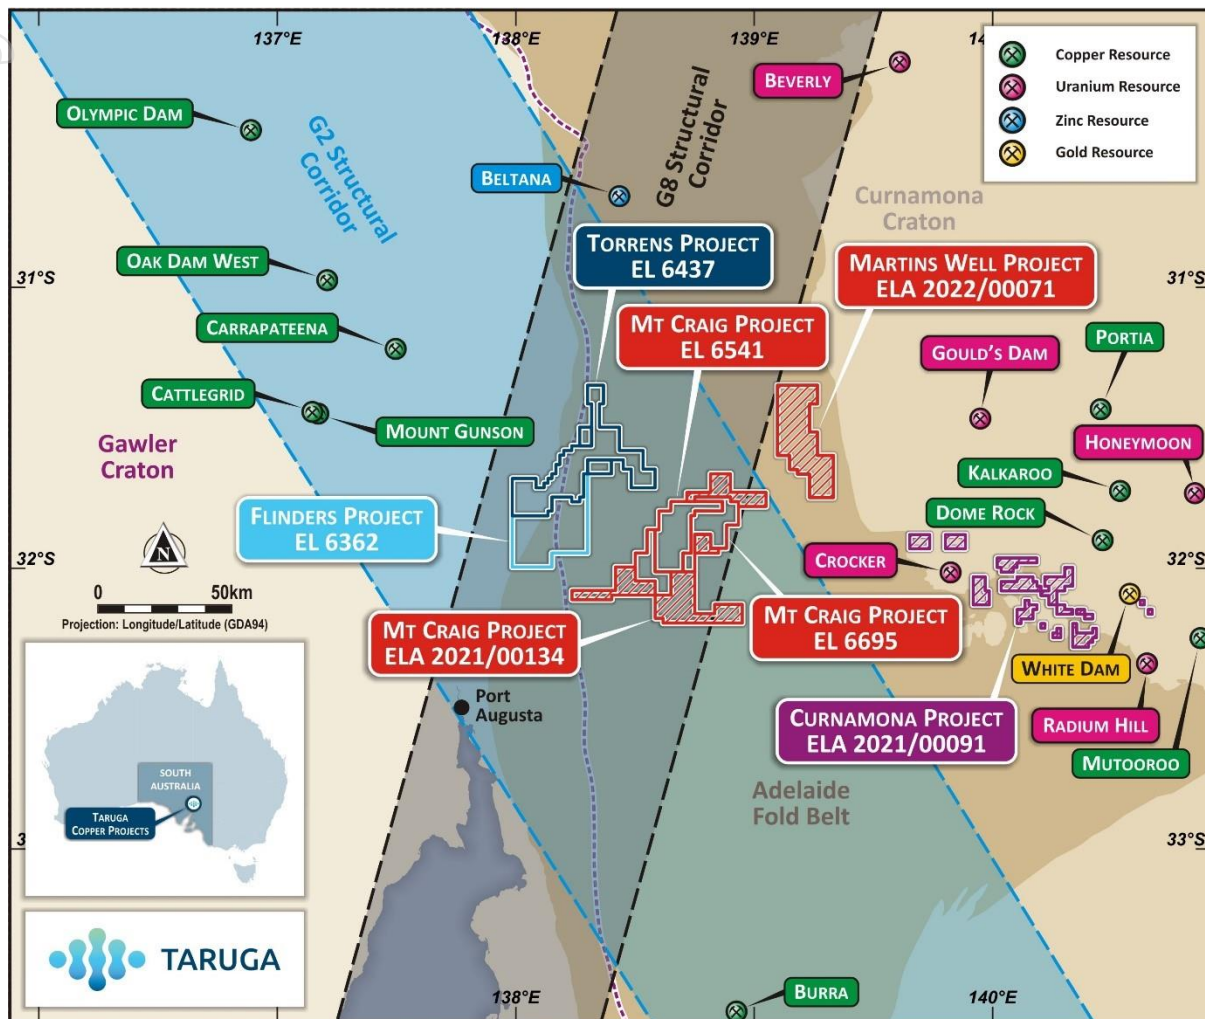 137°E
138°E
139°E
14
Copper Resource
Uranium Resource
Zinc Resource
Gold Resource
BEVERLY
OLYMPIC DAM
G2 Structural
Corridor
BELTANA
G8 Structural
Corridor
Curnamona
Craton
TORRENS PROJECT
EL 6437
MARTINS WELL PROJECT
ELA 2022/00071
OAK DAM WEST
31°S
31°S
CARRAPATEENA
MT CRAIG PROJECT
EL 6541
GOULD'S DAM
PORTIA
CATTLEGRID
MOUNT GUNSON
Gawler
Craton
HONEYMOON
KALKAROO
FLINDERS PROJECT
EL 6362
DOME ROCK
N
32°S
32°S
CROCKER
0 50km
Projection: Longitude/Latitude (GDA94)
MT CRAIG PROJECT
ELA 2021/00134
MT CRAIG PROJECT
EL 6695
WHITE DAM
Port
Augusta
CURNAMONA PROJECT
ELA 2021/00091
RADIUM HILL
MUTOOROO
SOUTH
AUSTRALIA
TARUGA
COPPER PROJECTS
Adelaide
Fold Belt
3
33°S
TARUGA
138°E
BURRA
140°E